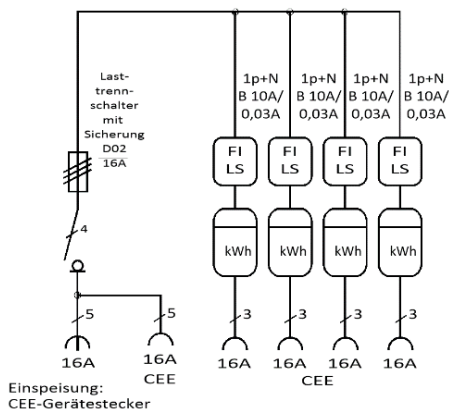 Last-
trenn-
schalter
mit
Sicherung
D02
16A
4
5
5
16A
16A
CEE
Einspeisung:
CEE-Gerätestecker
1p+N
B 10A/
0,03A
1p+N
B 10A/
0,03A
1p+N
B 10A/
0,03A
1p+N
B 10A/
0,03A
FI
LS
FI
LS
FI
LS
FI
LS
kWh
kWh
kWh
kWh
3
3
3
3
16A
16A
16A
16A
CEE